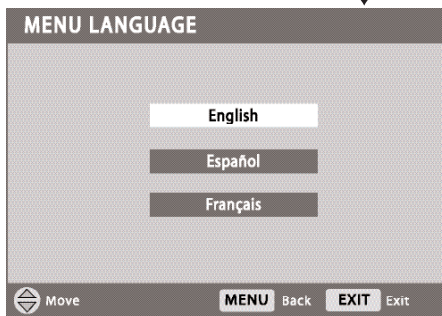 MENU LANGUAGE
English
Español
Français
Move MENU Back EXIT Exit